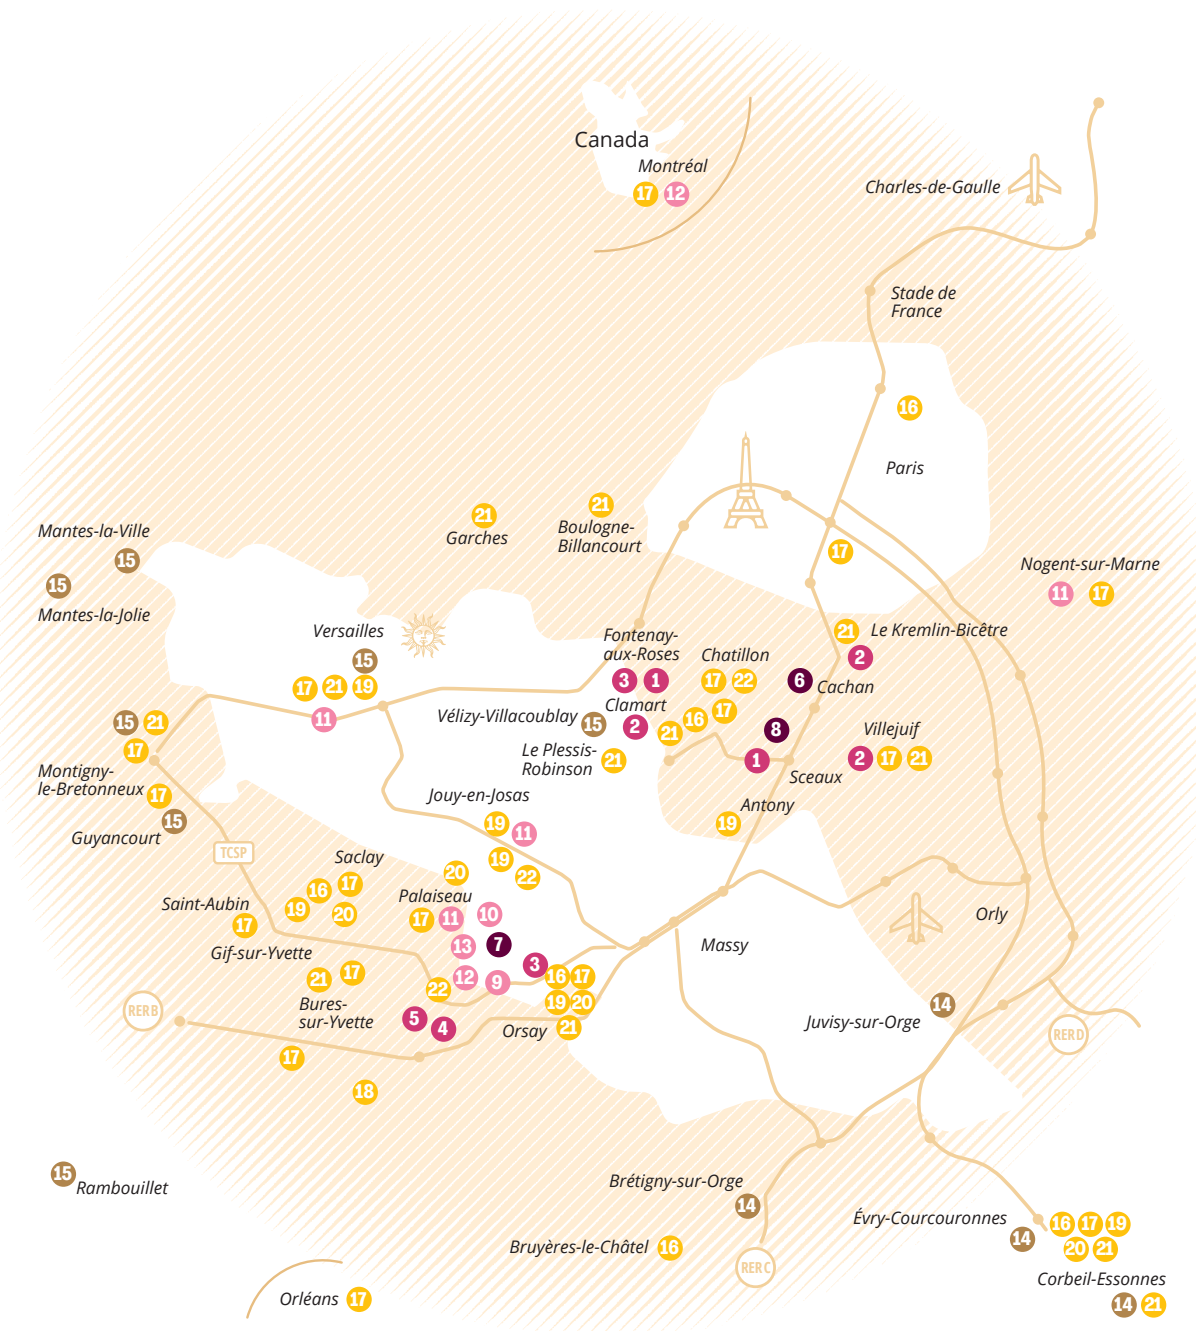 Canada
Montréal
17 12
Charles-de-Gaulle
Stade de
France
16
Paris
21
Garches
21
Boulogne-
Billancourt
17
Mantes-la-Ville
15
15
Mantes-la-Jolie
Nogent-sur-Marne
11 17
Versailles
15
17 21 19
11
Fontenay-
aux-Roses
3 1
Chatillon
17 22
21 Le Kremlin-Bicêtre
2
6 Cachan
Clamart
2
21 16 17
Vélizy-Villacoublay 15
Le Plessis-
Robinson 21
8
1
Sceaux
Villejuif
2 17 21
15 21
17
Montigny-
le-Bretonneux 17
Guyancourt 15
TCSP
Jouy-en-Josas
19 11
19
22
Antony
19
Saclay
16 17
19 20
20
Saint-Aubin
17
Palaiseau
17 11 10
13 7
12 9
3
22
Gif-sur-Yvette
21 17
Bures-
sur-Yvette
5 4
16 17
19 20
21
Orsay
Massy
Orly
RER B
17
18
14
Juvisy-sur-Orge
RER D
15
Rambouillet
Brétigny-sur-Orge
14
Bruyères-le-Châtel 16
RER C
Évry-Courcouronnes
14
16 17 19
20 21
Corbeil-Essonnes
14 21
Orléans 17